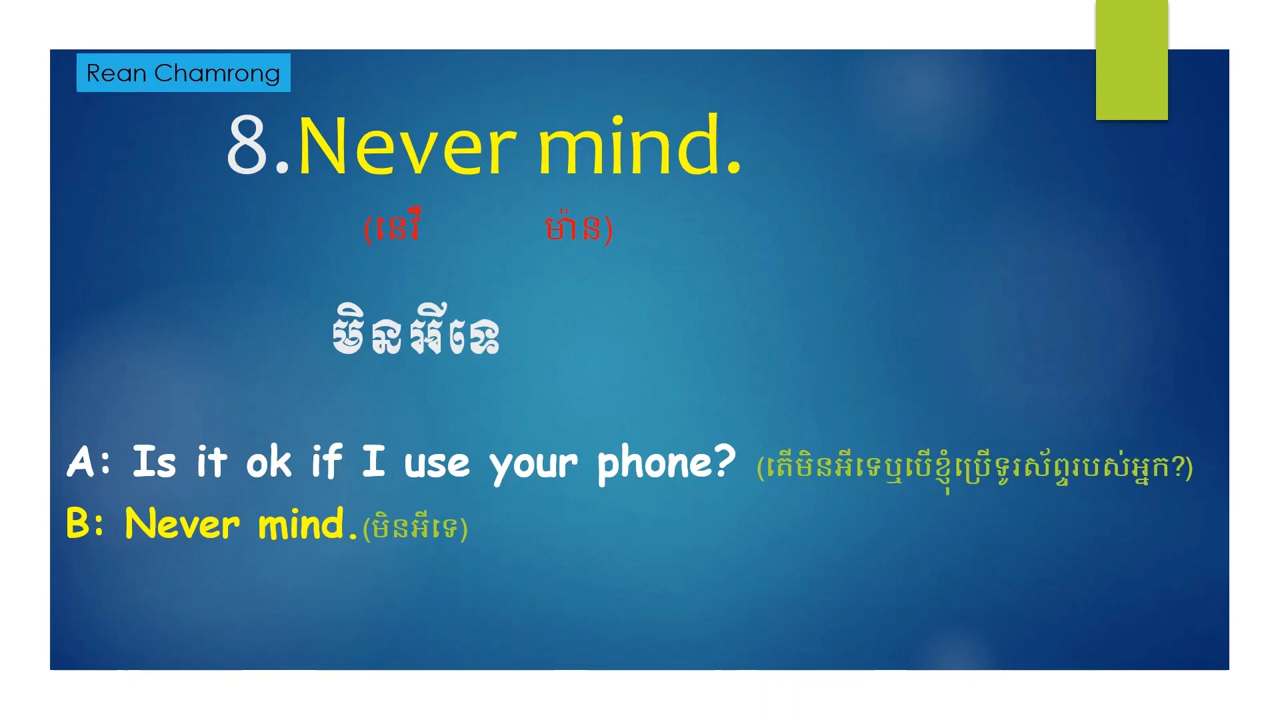 Rean Chamrong
8.Never mind.
(នេវឺ ម៉ាន)
មិនអីទេ
A: Is it ok if I use your phone? (តើមិនអីទេឬបើខ្ញុំប្រើទូរស័ព្ទរបស់អ្នក?)
B: Never mind.(មិនអីទេ)